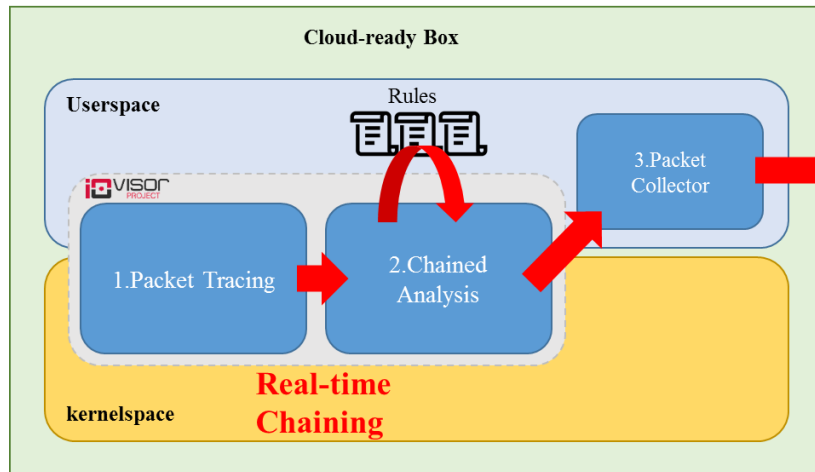 Cloud-ready Box
Userspace
Rules
3.Packet
Collector
IO VISOR
PROJECT
1.Packet Tracing
2.Chained
Analysis
Real-time
Chaining
kernelspace